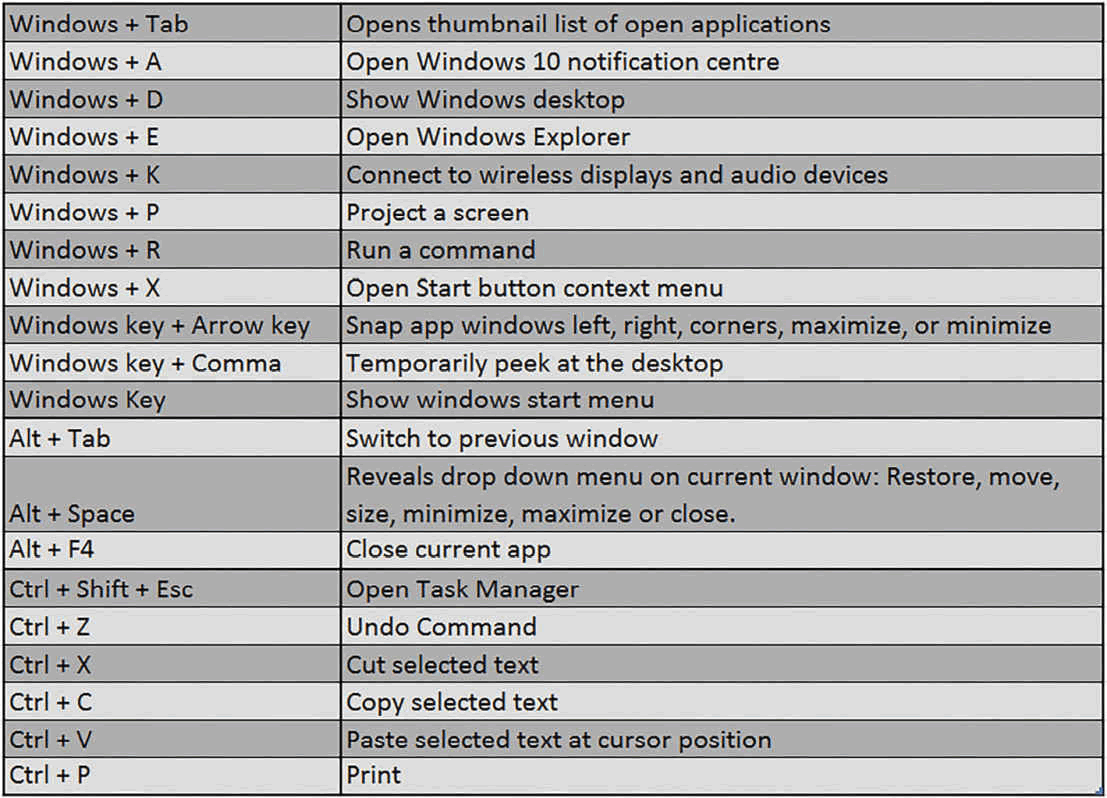 Windows + Tab Opens thumbnail list of open applications
Windows + A Open Windows 10 notification centre
Windows + D Show Windows desktop
Windows + E Open Windows Explorer
Windows + K Connect to wireless displays and audio devices
Windows + P Project a screen
Windows + R Run a command
Windows + X Open Start button context menu
Windows key + Arrow key Snap app windows left, right, corners, maximize, or minimize
Windows key + Comma Temporarily peek at the desktop
Windows Key Show windows start menu
Alt + Tab Switch to previous window
Reveals drop down menu on current window: Restore, move,
Alt + Space size, minimize, maximize or close.
Alt + F4 Close current app
Ctrl + Shift + Esc Open Task Manager
Ctrl + Z Undo Command
Ctrl + X Cut selected text
Ctrl + C Copy selected text
Ctrl + V Paste selected text at cursor position
Ctrl + P Print